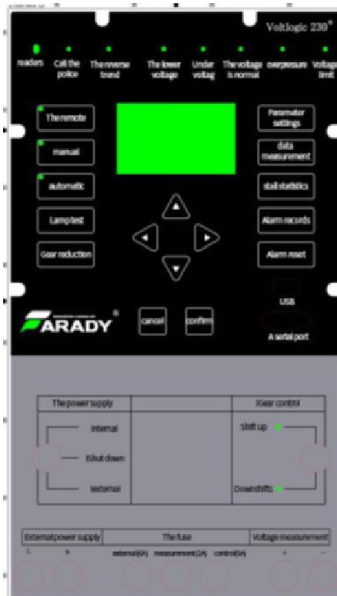 Voltlogic 230+
readers
Call the police
The reverse trend
The lower voltage
Under voltag
The voltage is normal
overpressure
Voltage limit
The remote
manual
automatic
Lamp test
Gear reduction
Parameter settings
data measurement
stall statistics
Alarm records
Alarm reset
USB
A serial port
ARADY®
cancel
confirm
The power supply
internal
IShut down
Iexternal
IGear control
Shift up
Downshifts
External power supply
The fuse
Voltage measurement
L
N
external(6A)
measurement(2A)
control(6A)
+
-